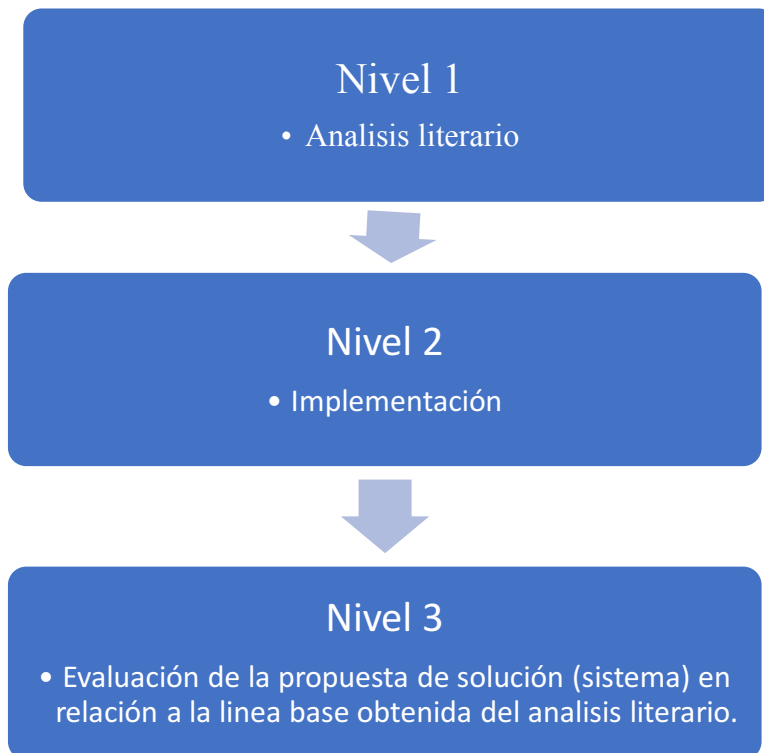 Nivel 1
• Analisis literario
Nivel 2
• Implementación
Nivel 3
• Evaluación de la propuesta de solución (sistema) en
relación a la linea base obtenida del analisis literario.